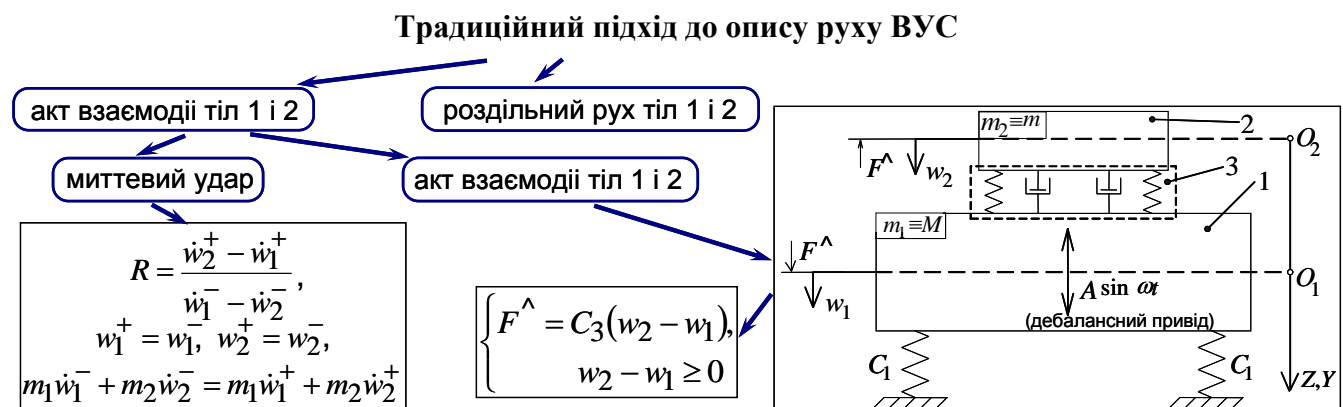 Традиційний підхід до опису руху ВУС
акт взаємодіі тіл 1 і 2
роздільний рух тіл 1 і 2
миттевий удар
акт взаємодіі тіл 1 і 2
R = (ẇ₂⁺ − ẇ₁⁺) / (ẇ₁⁻ − ẇ₂⁻),
w₁⁺ = w₁⁻, w₂⁺ = w₂⁻,
m₁ẇ₁⁻ + m₂ẇ₂⁻ = m₁ẇ₁⁺ + m₂ẇ₂⁺
F^ = C₃(w₂ − w₁),
w₂ − w₁ ≥ 0
m₂≡m
2
O₂
F^
w₂
3
1
m₁≡M
F^
w₁
A sin ωt
(дебалансний привід)
O₁
C₁
C₁
Z,Y